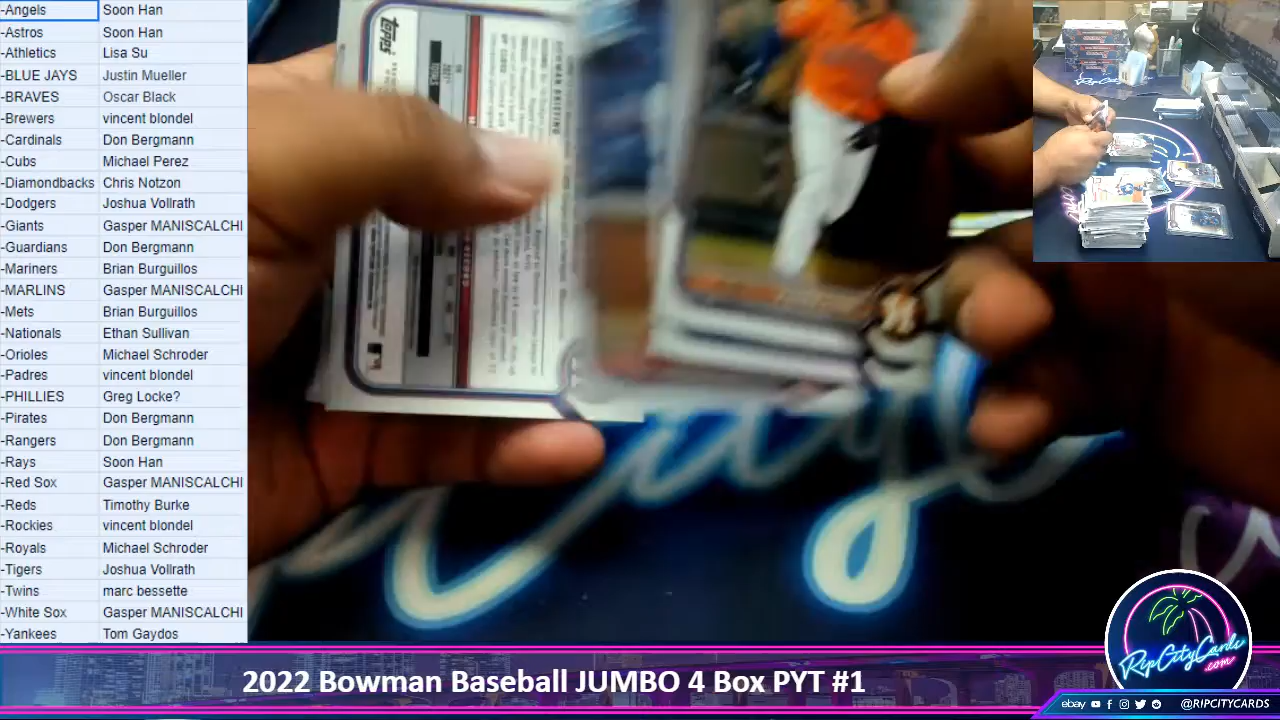 -Angels Soon Han
-Astros Soon Han
-Athletics Lisa Su
-BLUE JAYS Justin Mueller
-BRAVES Oscar Black
-Brewers vincent blondel
-Cardinals Don Bergmann
-Cubs Michael Perez
-Diamondbacks Chris Notzon
-Dodgers Joshua Vollrath
-Giants Gasper MANISCALCHI
-Guardians Don Bergmann
-Mariners Brian Burguillos
-MARLINS Gasper MANISCALCHI
-Mets Brian Burguillos
-Nationals Ethan Sullivan
-Orioles Michael Schroder
-Padres vincent blondel
-PHILLIES Greg Locke?
-Pirates Don Bergmann
-Rangers Don Bergmann
-Rays Soon Han
-Red Sox Gasper MANISCALCHI
-Reds Timothy Burke
-Rockies vincent blondel
-Royals Michael Schroder
-Tigers Joshua Vollrath
-Twins marc bessette
-White Sox Gasper MANISCALCHI
-Yankees Tom Gaydos
topps
2022 Bowman Baseball JUMBO 4 Box PYT #1
RipCityCards
.com
ebay @RIPCITYCARDS